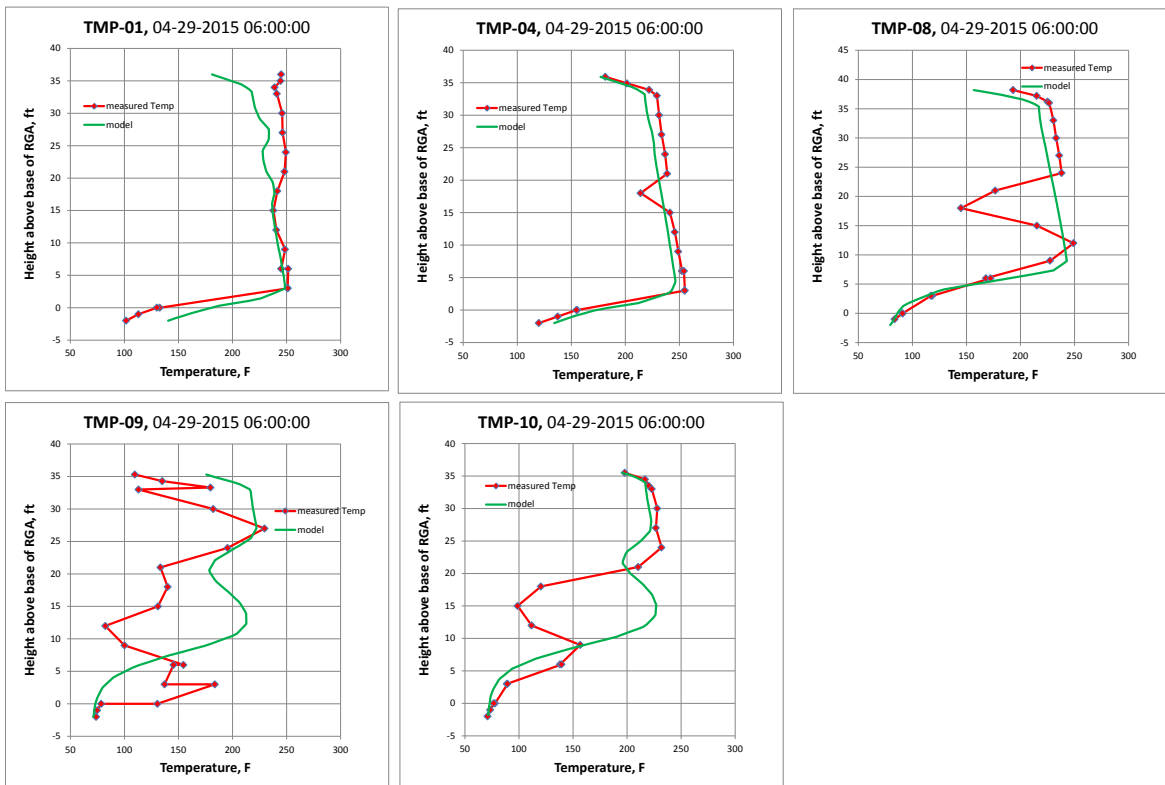 TMP-01, 04-29-2015 06:00:00
40
35
30
25
20
15
10
5
0
-5
50 100 150 200 250 300
Height above base of RGA, ft
Temperature, F
measured Temp
model
TMP-04, 04-29-2015 06:00:00
40
35
30
25
20
15
10
5
0
-5
50 100 150 200 250 300
Height above base of RGA, ft
Temperature, F
measured Temp
model
TMP-08, 04-29-2015 06:00:00
45
40
35
30
25
20
15
10
5
0
-5
50 100 150 200 250 300
Height above base of RGA, ft
Temperature, F
measured Temp
model
TMP-09, 04-29-2015 06:00:00
40
35
30
25
20
15
10
5
0
-5
50 100 150 200 250 300
Height above base of RGA, ft
Temperature, F
measured Temp
model
TMP-10, 04-29-2015 06:00:00
40
35
30
25
20
15
10
5
0
-5
50 100 150 200 250 300
Height above base of RGA, ft
Temperature, F
measured Temp
model